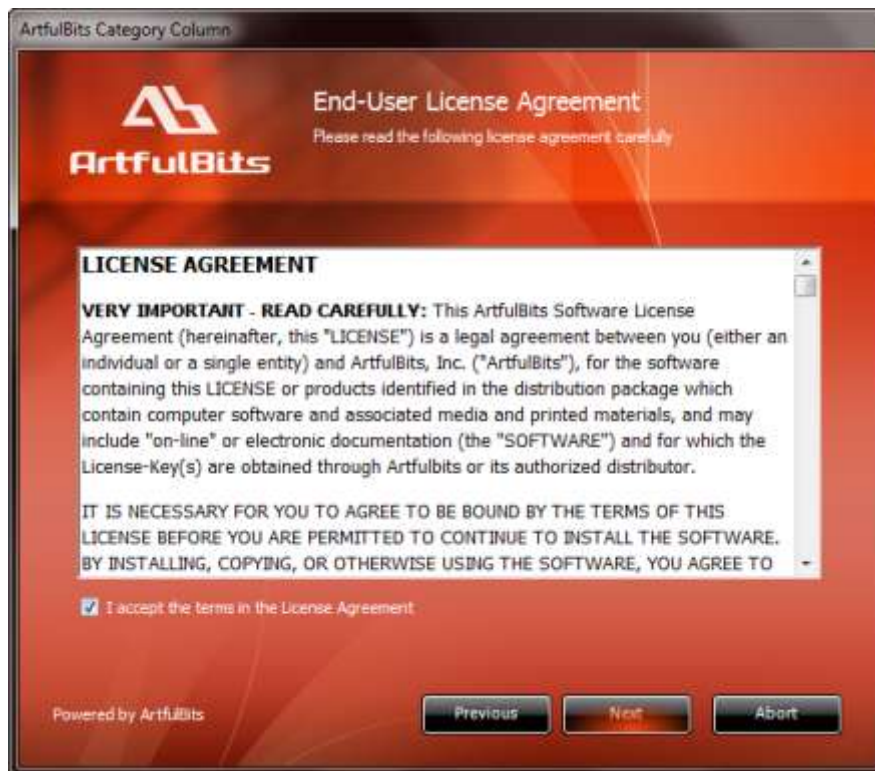 ArtfulBits Category Column
ArtfulBits
End-User License Agreement
Please read the following license agreement carefully
LICENSE AGREEMENT
VERY IMPORTANT - READ CAREFULLY: This ArtfulBits Software License
Agreement (hereinafter, this "LICENSE") is a legal agreement between you (either an
individual or a single entity) and ArtfulBits, Inc. ("ArtfulBits"), for the software
containing this LICENSE or products identified in the distribution package which
contain computer software and associated media and printed materials, and may
include "on-line" or electronic documentation (the "SOFTWARE") and for which the
License-Key(s) are obtained through Artfulbits or its authorized distributor.
IT IS NECESSARY FOR YOU TO AGREE TO BE BOUND BY THE TERMS OF THIS
LICENSE BEFORE YOU ARE PERMITTED TO CONTINUE TO INSTALL THE SOFTWARE.
BY INSTALLING, COPYING, OR OTHERWISE USING THE SOFTWARE, YOU AGREE TO
I accept the terms in the License Agreement
Powered by ArtfulBits
Previous
Next
Abort